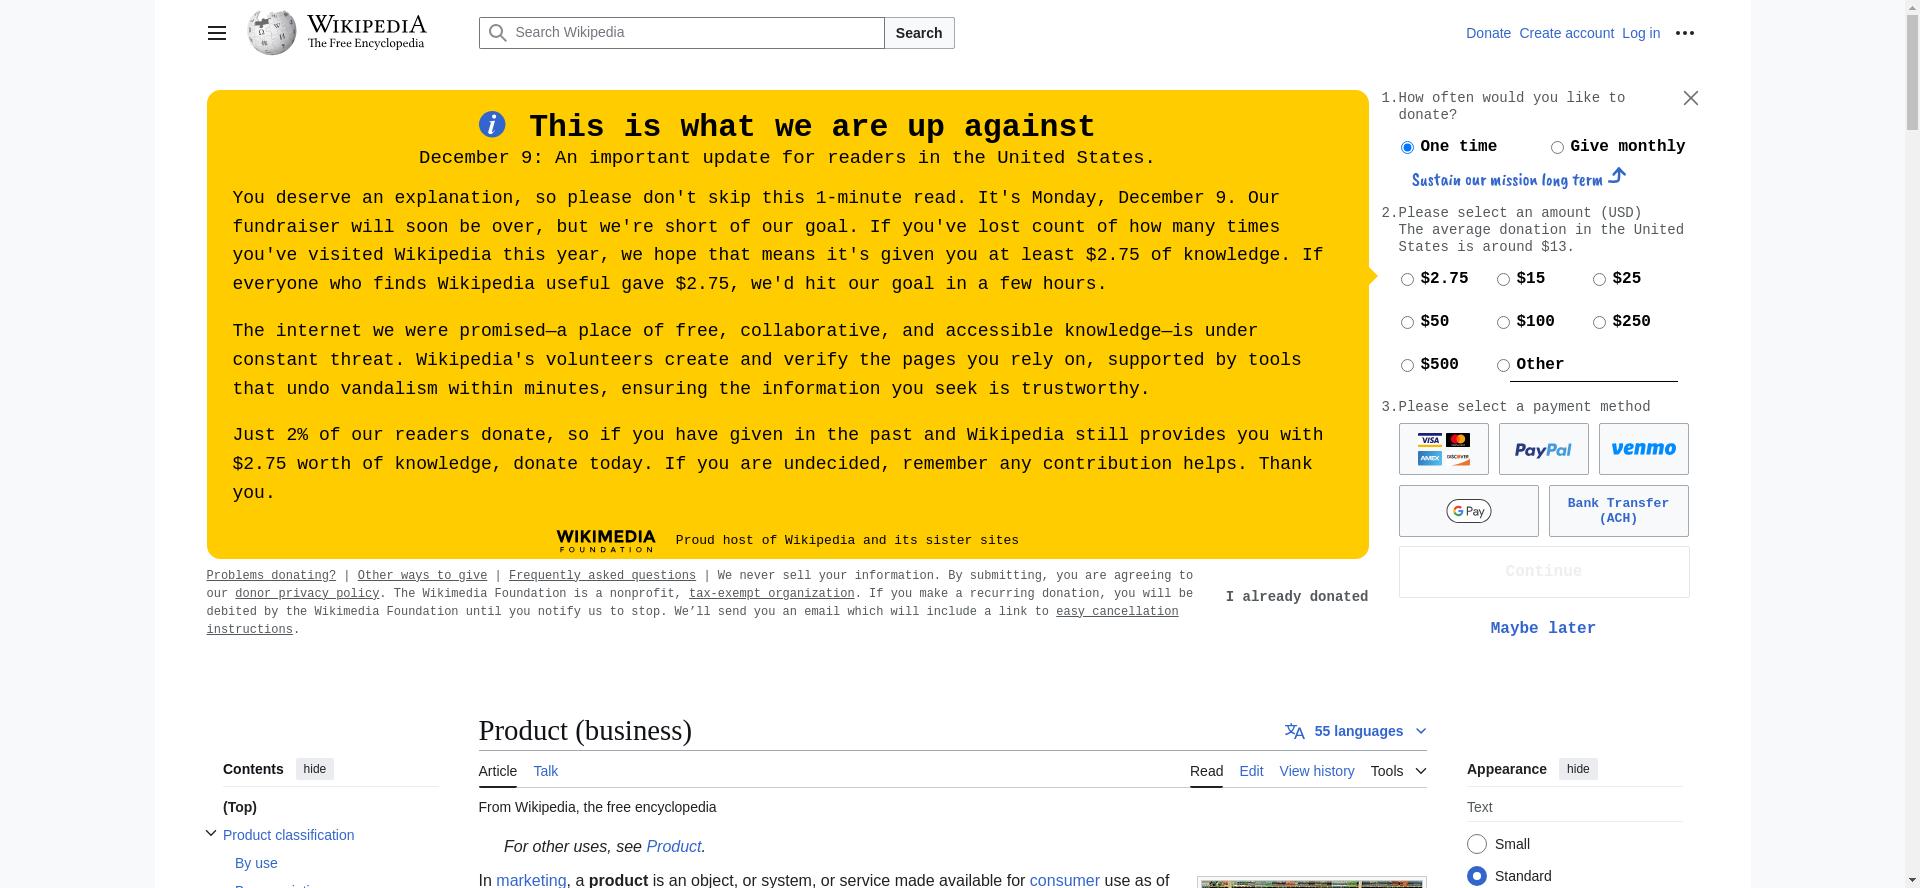 WIKIPEDIA
The Free Encyclopedia
Search Wikipedia
Search
Donate Create account Log in
This is what we are up against
December 9: An important update for readers in the United States.
You deserve an explanation, so please don't skip this 1-minute read. It's Monday, December 9. Our
fundraiser will soon be over, but we're short of our goal. If you've lost count of how many times
you've visited Wikipedia this year, we hope that means it's given you at least $2.75 of knowledge. If
everyone who finds Wikipedia useful gave $2.75, we'd hit our goal in a few hours.
The internet we were promised—a place of free, collaborative, and accessible knowledge—is under
constant threat. Wikipedia's volunteers create and verify the pages you rely on, supported by tools
that undo vandalism within minutes, ensuring the information you seek is trustworthy.
Just 2% of our readers donate, so if you have given in the past and Wikipedia still provides you with
$2.75 worth of knowledge, donate today. If you are undecided, remember any contribution helps. Thank
you.
WIKIMEDIA
FOUNDATION
Proud host of Wikipedia and its sister sites
Problems donating? | Other ways to give | Frequently asked questions | We never sell your information. By submitting, you are agreeing to
our donor privacy policy. The Wikimedia Foundation is a nonprofit, tax-exempt organization. If you make a recurring donation, you will be
debited by the Wikimedia Foundation until you notify us to stop. We’ll send you an email which will include a link to easy cancellation
instructions.
I already donated
1. How often would you like to
donate?
One time Give monthly
Sustain our mission long term
2. Please select an amount (USD)
The average donation in the United
States is around $13.
$2.75 $15 $25
$50 $100 $250
$500 Other
3. Please select a payment method
VISA mastercard AMEX DISCOVER PayPal venmo
G Pay Bank Transfer
(ACH)
Continue
Maybe later
Product (business)
55 languages
Contents hide
(Top)
Product classification
By use
Article Talk
Read Edit View history Tools
From Wikipedia, the free encyclopedia
For other uses, see Product.
In marketing, a product is an object, or system, or service made available for consumer use as of
Appearance hide
Text
Small
Standard